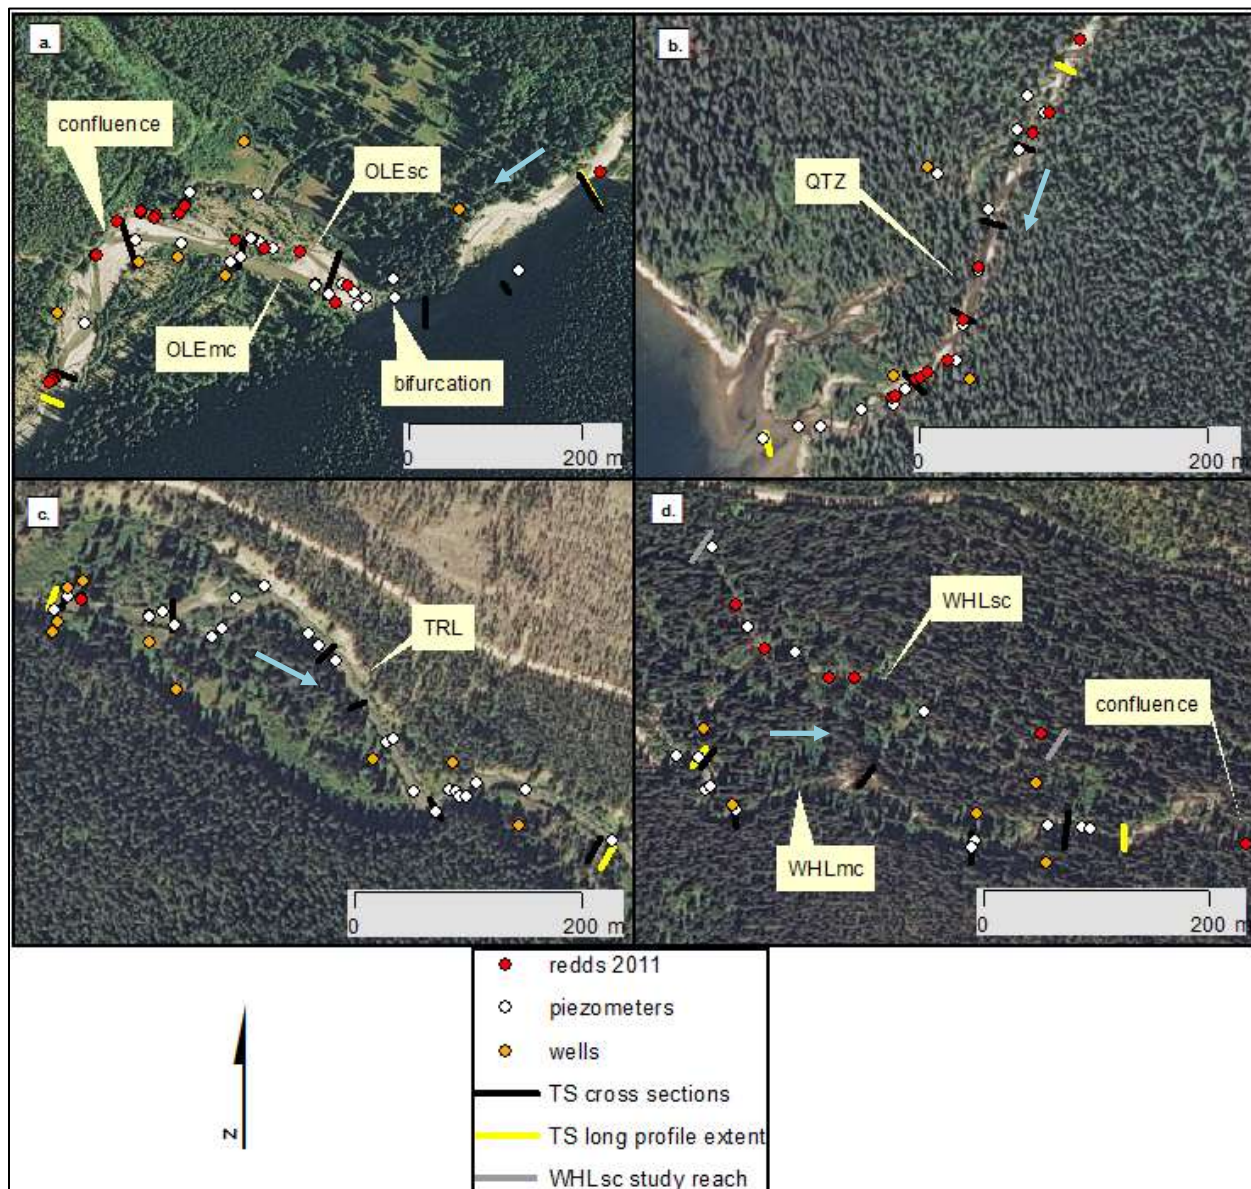 a.
confluence
OLEsc
OLEmc
bifurcation
0 200 m
b.
QTZ
0 200 m
c.
TRL
0 200 m
d.
WHLsc
confluence
WHLmc
0 200 m
N
redds 2011
piezometers
wells
TS cross sections
TS long profile extent
WHLsc study reach